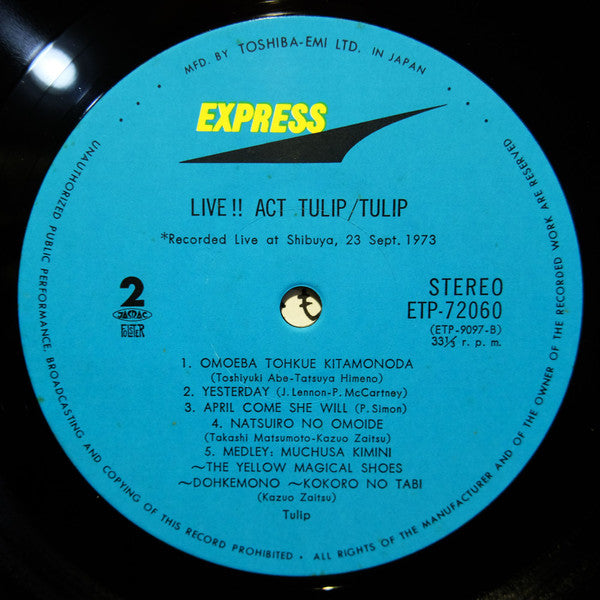 MFD. BY TOSHIBA-EMI LTD. IN JAPAN
EXPRESS
LIVE!! ACT TULIP/TULIP
*Recorded Live at Shibuya, 23 Sept. 1973
2
JASRAC
STEREO
ETP-72060
(ETP-9097-B)
33⅓ r. p. m.
1. OMOEBA TOHKUE KITAMONODA
(Toshiyuki Abe-Tatsuya Himeno)
2. YESTERDAY (J. Lennon-P. McCartney)
3. APRIL COME SHE WILL (P. Simon)
4. NATSUIRO NO OMOIDE
(Takashi Matsumoto-Kazuo Zaitsu)
5. MEDLEY: MUCHUSA KIMINI
~THE YELLOW MAGICAL SHOES
~DOHKEMONO ~KOKORO NO TABI
(Kazuo Zaitsu)
Tulip
UNAUTHORIZED PUBLIC PERFORMANCE, BROADCASTING AND COPYING OF THIS RECORD PROHIBITED • ALL RIGHTS OF THE MANUFACTURER AND OF THE OWNER OF THE RECORDED WORK ARE RESERVED